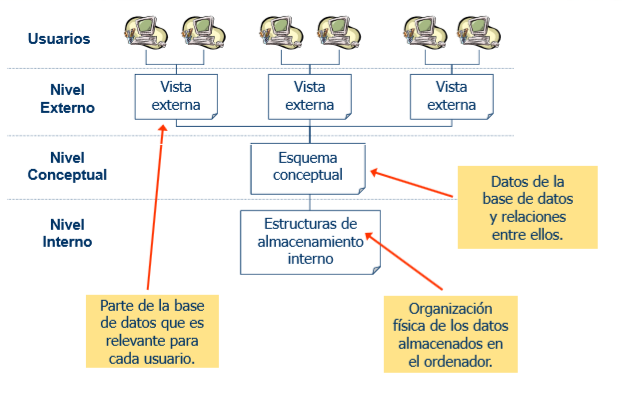 Usuarios
Nivel
Externo
Vista
externa
Vista
externa
Vista
externa
Nivel
Conceptual
Esquema
conceptual
Datos de la
base de datos
y relaciones
entre ellos.
Nivel
Interno
Estructuras de
almacenamiento
interno
Parte de la base
de datos que es
relevante para
cada usuario.
Organización
física de los datos
almacenados en
el ordenador.